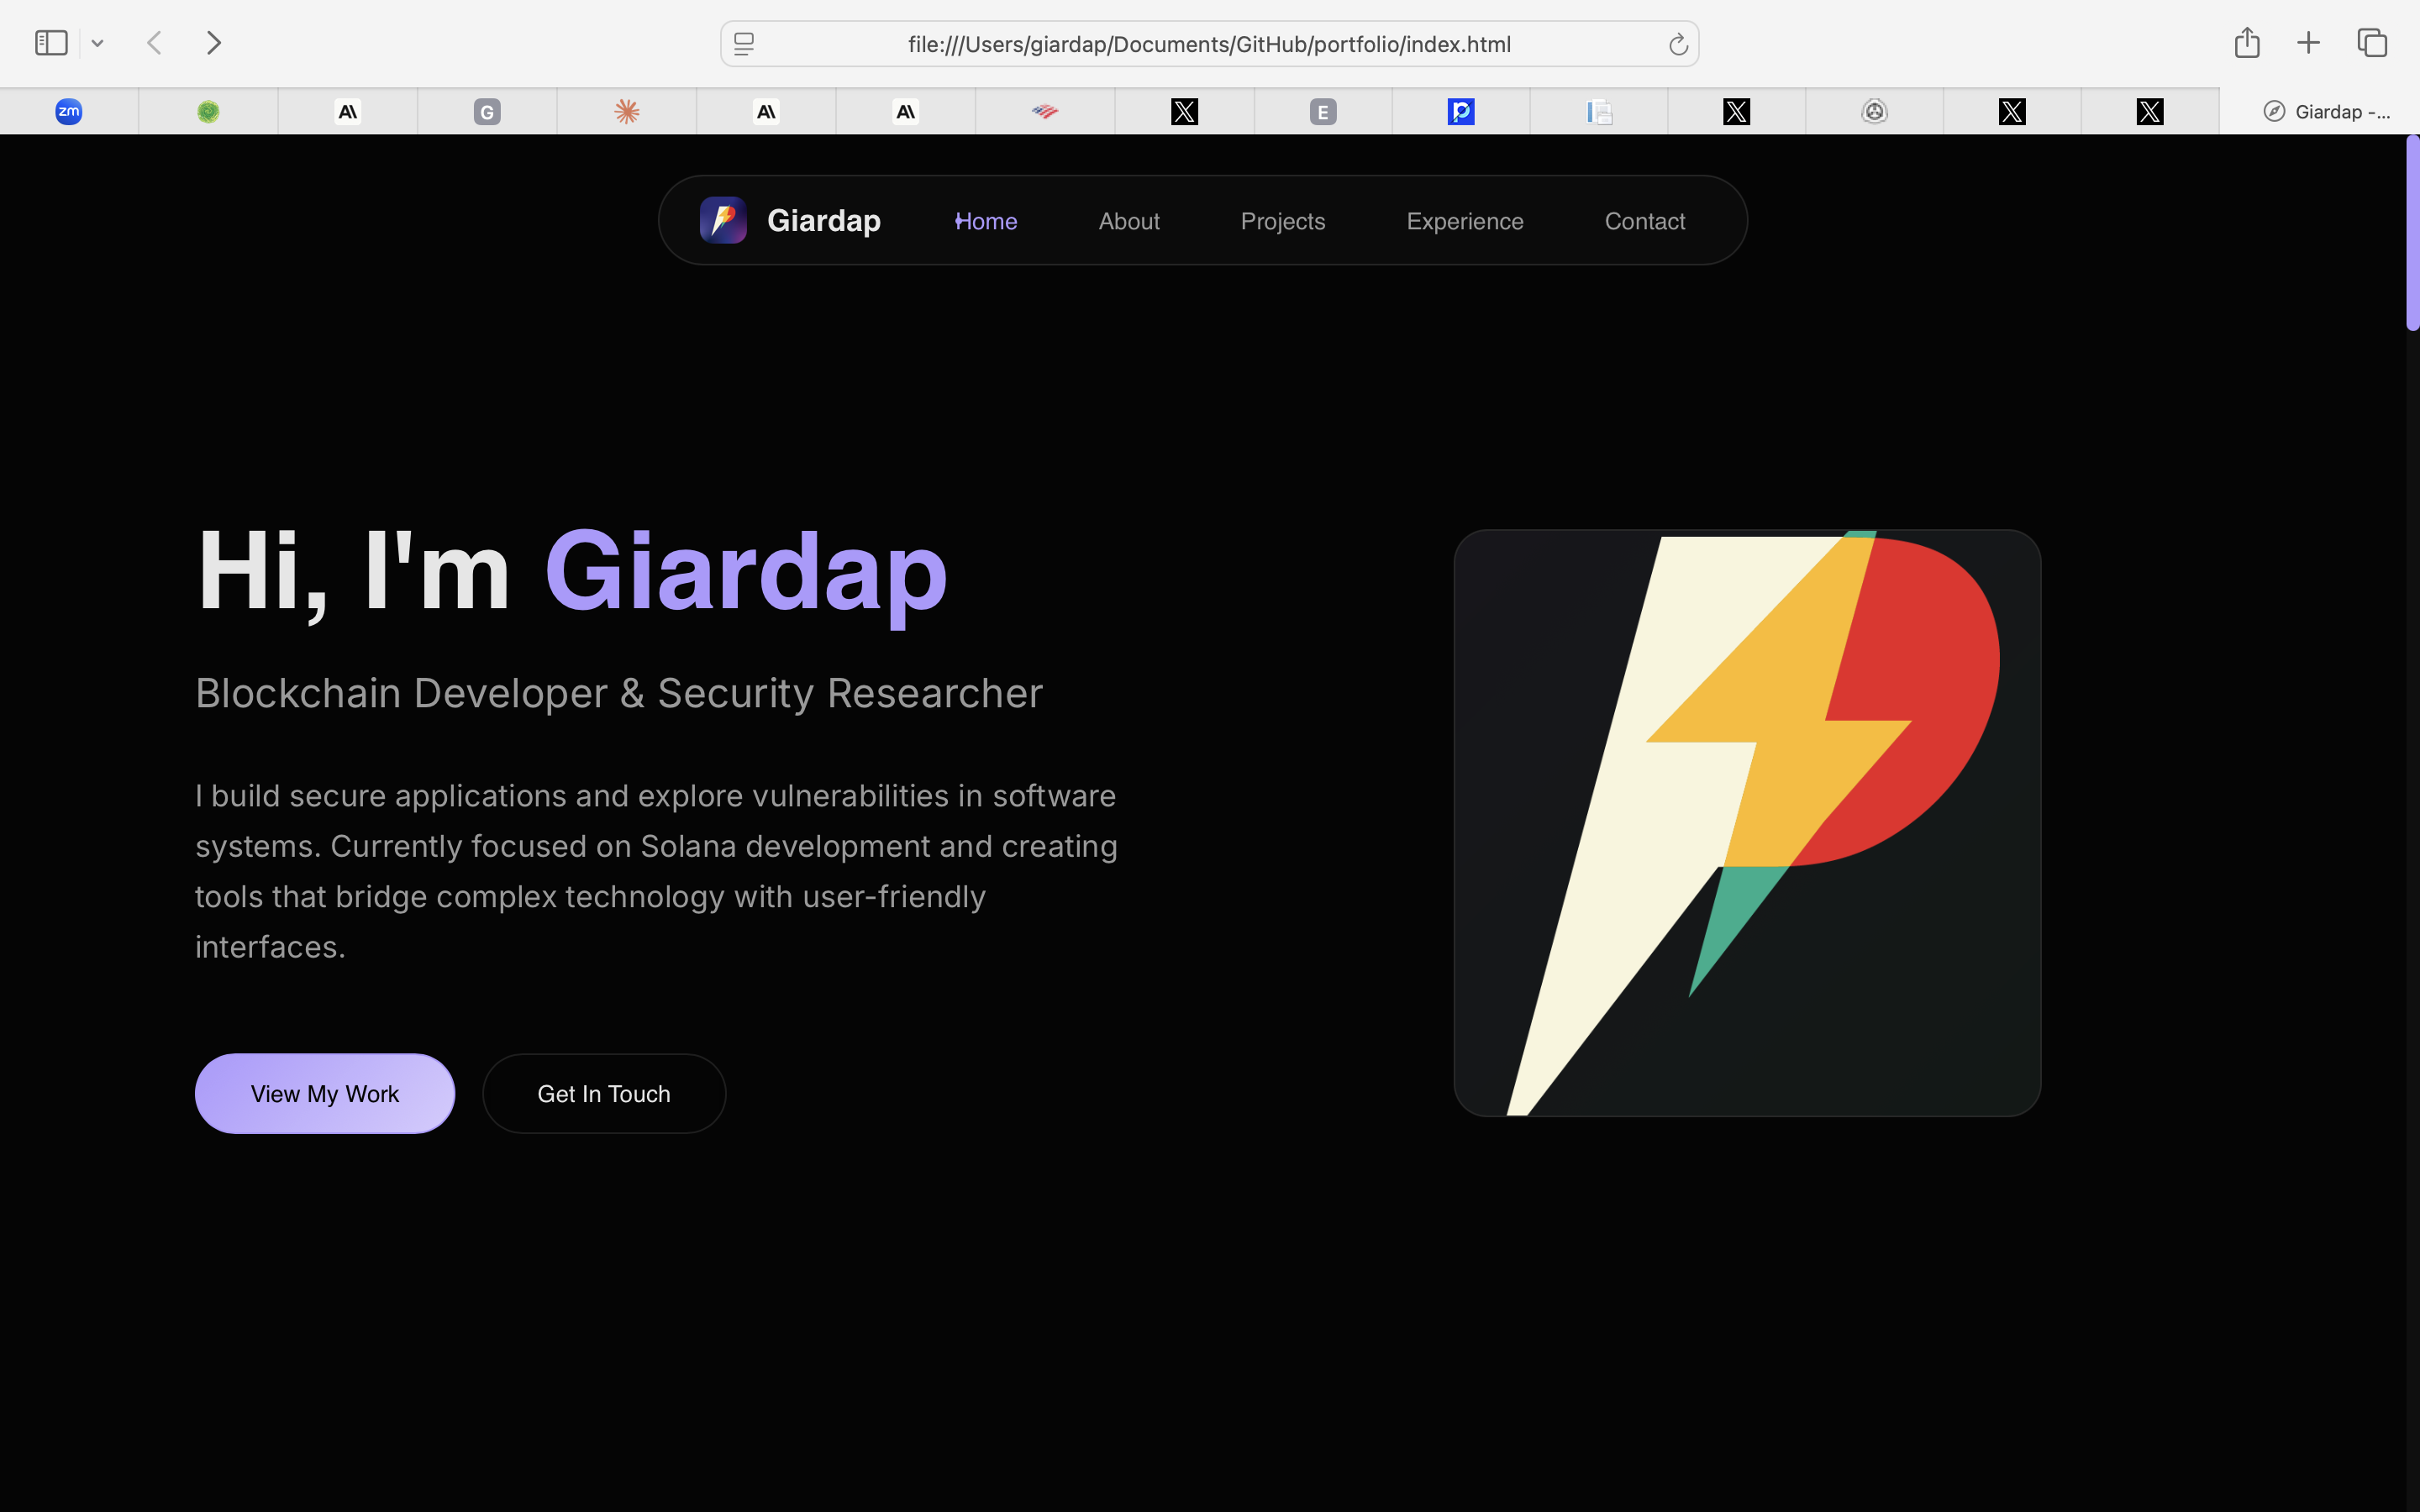 file:///Users/giardap/Documents/GitHub/portfolio/index.html
zm
A\
G
A\
A\
E
Giardap -...
Giardap Home About Projects Experience Contact
Hi, I'm Giardap
Blockchain Developer & Security Researcher
I build secure applications and explore vulnerabilities in software
systems. Currently focused on Solana development and creating
tools that bridge complex technology with user-friendly
interfaces.
View My Work
Get In Touch